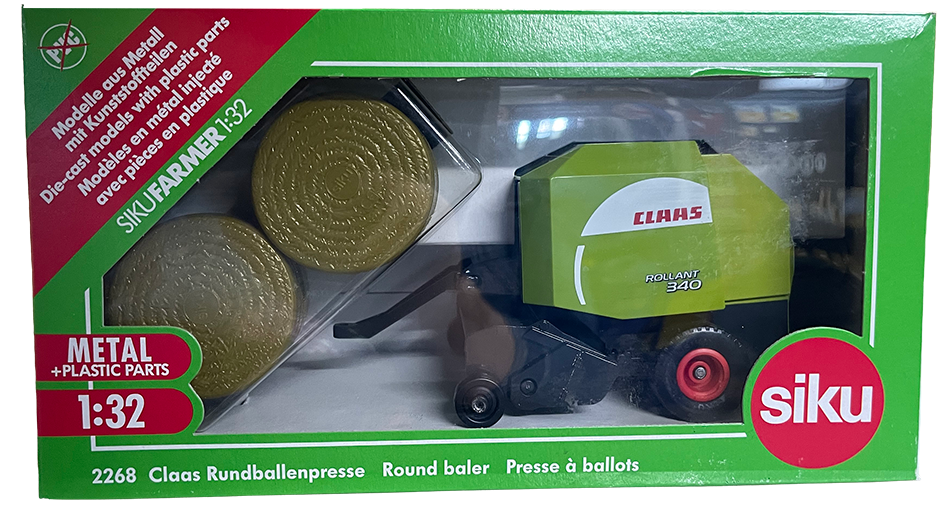 PVC
Modelle aus Metall
mit Kunststoffteilen
Die-cast models with plastic parts
Modèles en métal injecté
avec pièces en plastique
SIKUFARMER 1:32
CLAAS
ROLLANT
340
METAL
+PLASTIC PARTS
1:32
siku
2268 Claas Rundballenpresse Round baler Presse à ballots